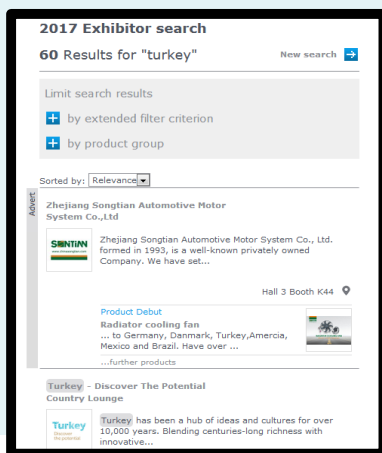 2017 Exhibitor search
60 Results for "turkey"
New search
Limit search results
by extended filter criterion
by product group
Sorted by: Relevance
Advert
Zhejiang Songtian Automotive Motor
System Co.,Ltd
Zhejiang Songtian Automotive Motor System Co., Ltd.
formed in 1993, is a well-known privately owned
Company. We have set...
Hall 3 Booth K44
Product Debut
Radiator cooling fan
... to Germany, Danmark, Turkey,Amercia,
Mexico and Brazil. Have over ...
...further products
Turkey - Discover The Potential
Country Lounge
Turkey
Discover
the potential
Turkey has been a hub of ideas and cultures for over
10,000 years. Blending centuries-long richness with
innovative...